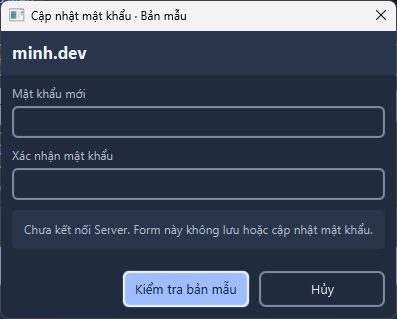 Cập nhật mật khẩu · Bản mẫu
minh.dev
Mật khẩu mới
Xác nhận mật khẩu
Chưa kết nối Server. Form này không lưu hoặc cập nhật mật khẩu.
Kiểm tra bản mẫu
Hủy